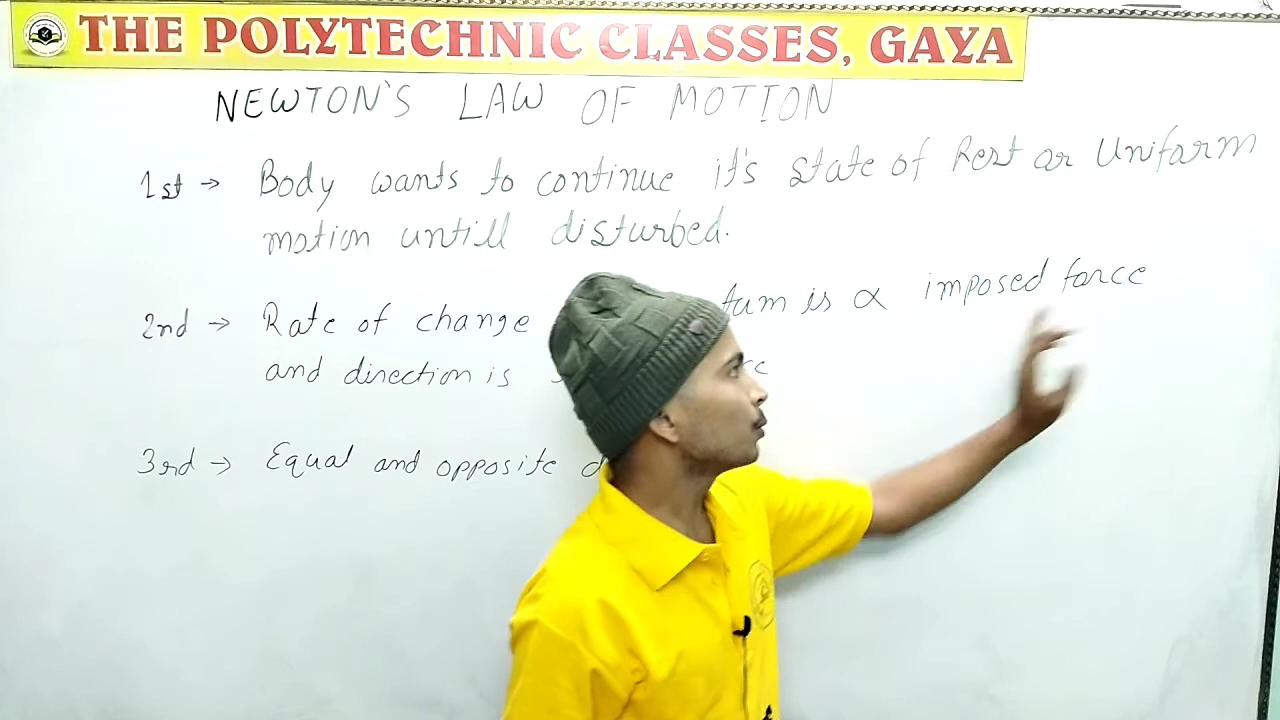 THE POLYTECHNIC CLASSES, GAYA
NEWTON'S LAW OF MOTION
1st → Body wants to continue it's state of Rest or Uniform
motion untill disturbed.
2nd → Rate of change tum is ∝ imposed force
and direction is
3rd → Equal and opposite